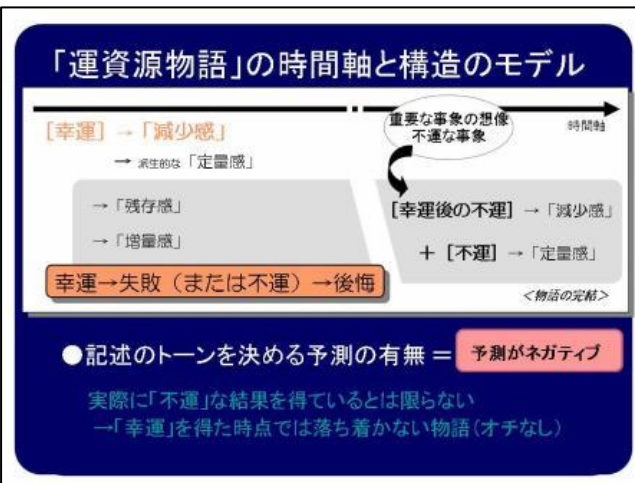 「運資源物語」の時間軸と構造のモデル
重要な事象の想像
不運な事象
時間軸
[幸運] → 「減少感」
→ 派生的な「定量感」
→ 「残存感」
→ 「増量感」
幸運→失敗(または不運)→後悔
[幸運後の不運] → 「減少感」
+ [不運] → 「定量感」
<物語の完結>
●記述のトーンを決める予測の有無 = 予測がネガティブ
実際に「不運」な結果を得ているとは限らない
→「幸運」を得た時点では落ち着かない物語(オチなし)